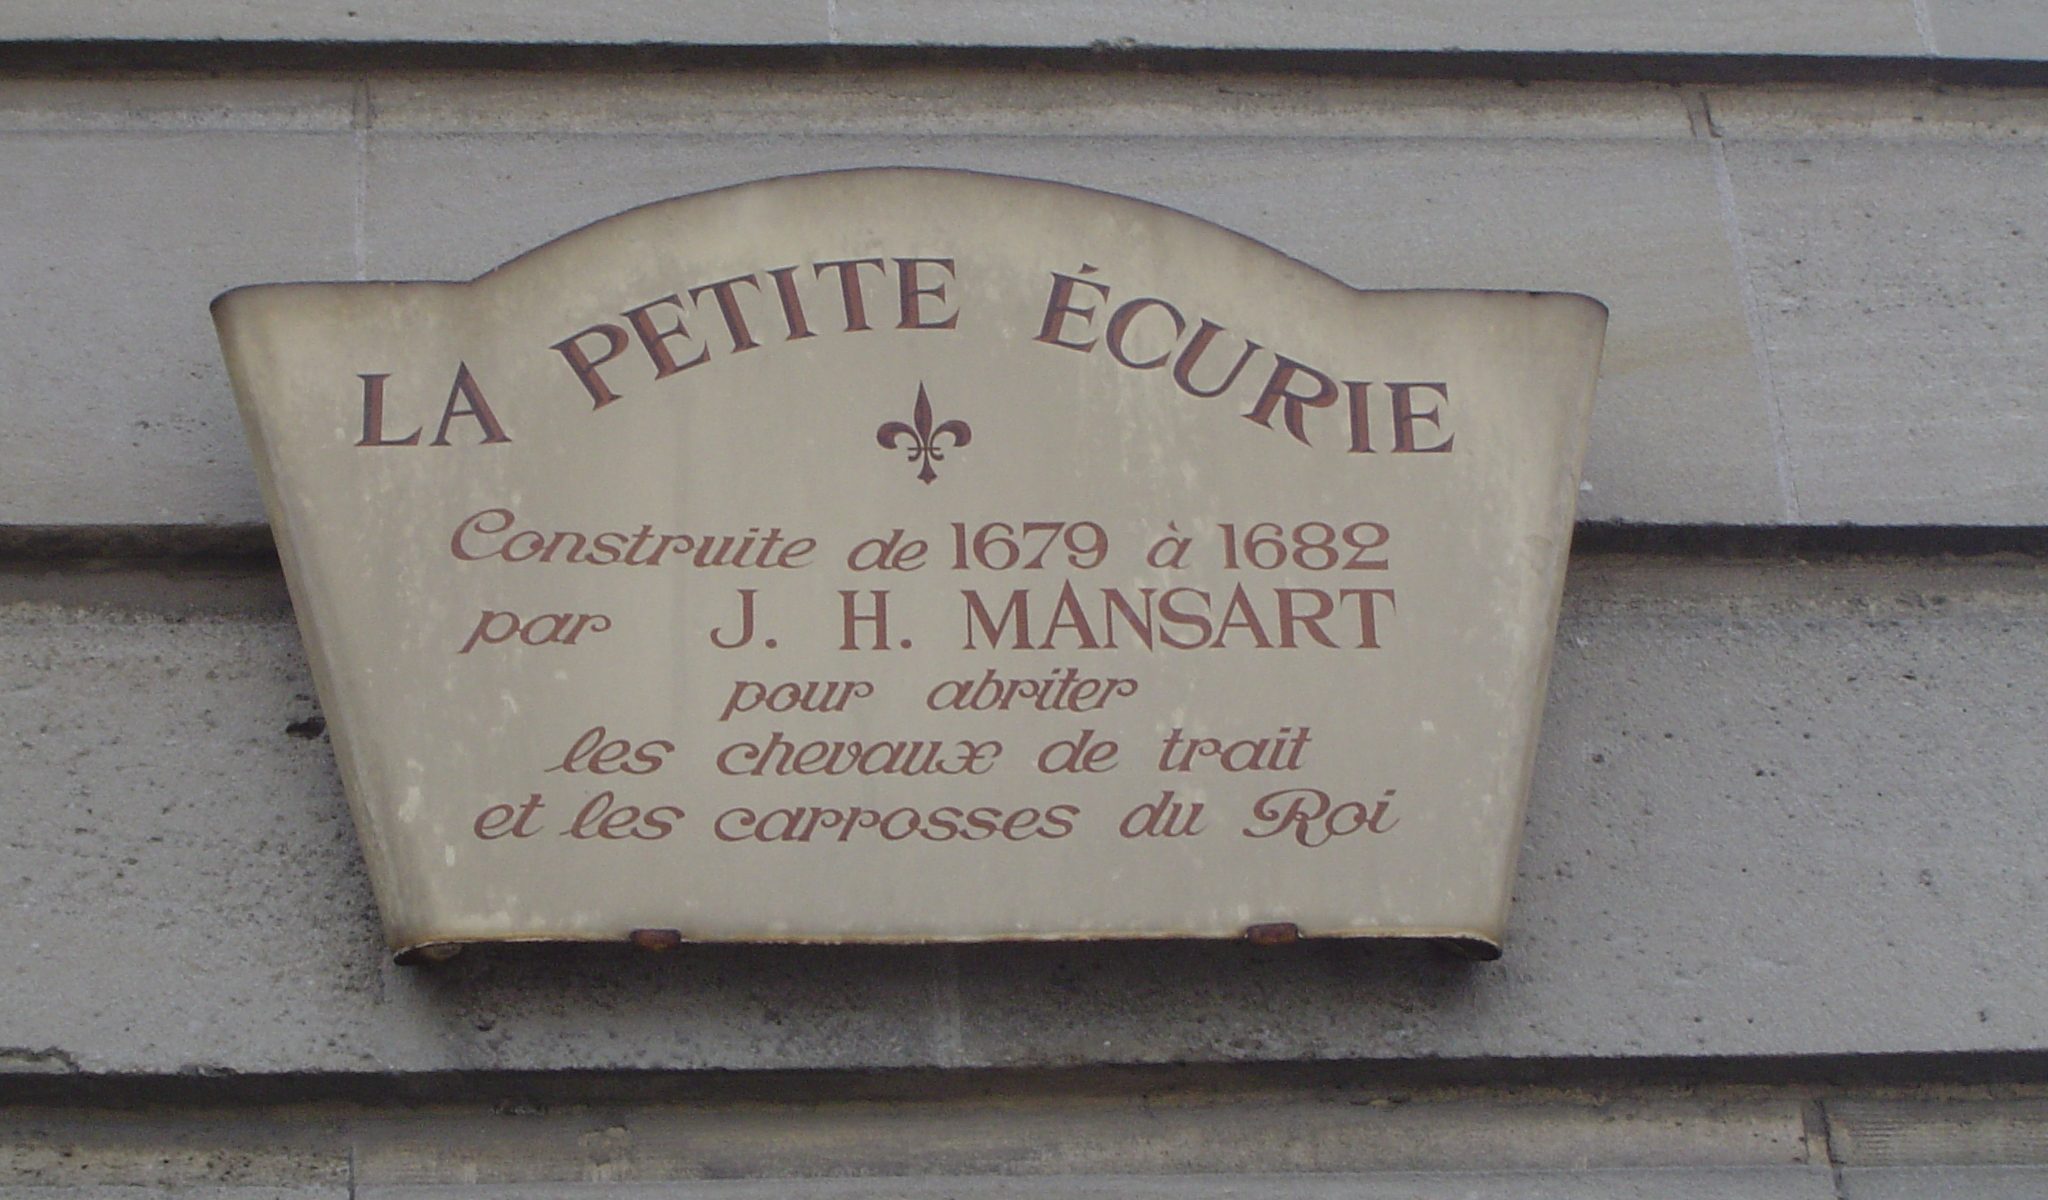 LA PETITE ÉCURIE
Construite de 1679 à 1682
par J. H. MANSART
pour abriter
les chevaux de trait
et les carrosses du Roi